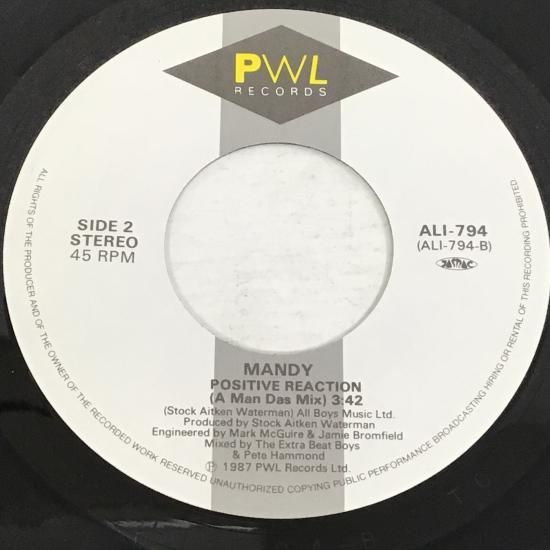 PWL
RECORDS
SIDE 2
STEREO
45 RPM
ALI-794
(ALI-794-B)
JASRAC
MANDY
POSITIVE REACTION
(A Man Das Mix) 3:42
(Stock Aitken Waterman) All Boys Music Ltd.
Produced by Stock Aitken Waterman
Engineered by Mark McGuire & Jamie Bromfield
Mixed by The Extra Beat Boys
& Pete Hammond
Ⓟ 1987 PWL Records Ltd.
ALL RIGHTS OF THE PRODUCER AND OF THE OWNER OF THE RECORDED WORK RESERVED UNAUTHORIZED COPYING PUBLIC PERFORMANCE BROADCASTING HIRING OR RENTAL OF THIS RECORDING PROHIBITED